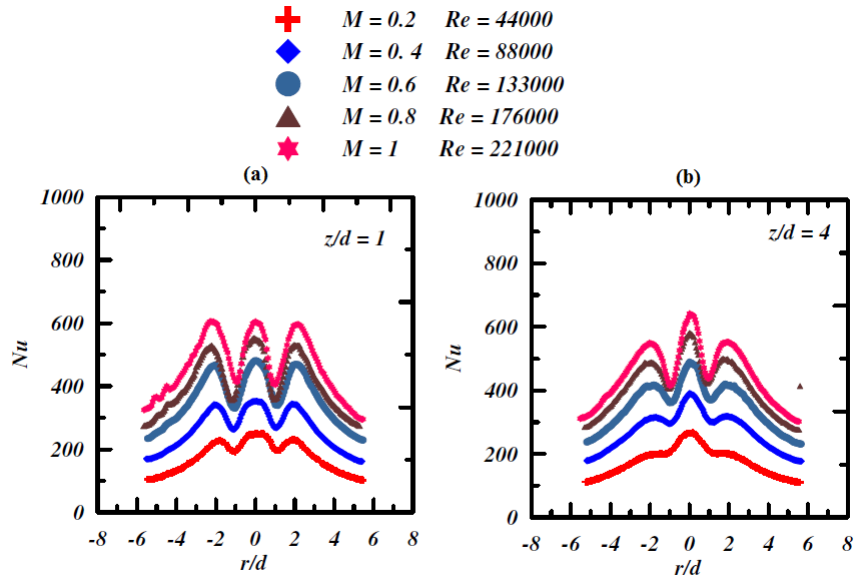 M = 0.2 Re = 44000
M = 0. 4 Re = 88000
M = 0.6 Re = 133000
M = 0.8 Re = 176000
M = 1 Re = 221000
(a)
1000
800
600
400
200
0
Nu
z/d = 1
-8 -6 -4 -2 0 2 4 6 8
r/d
(b)
1000
800
600
400
200
0
Nu
z/d = 4
-8 -6 -4 -2 0 2 4 6 8
r/d